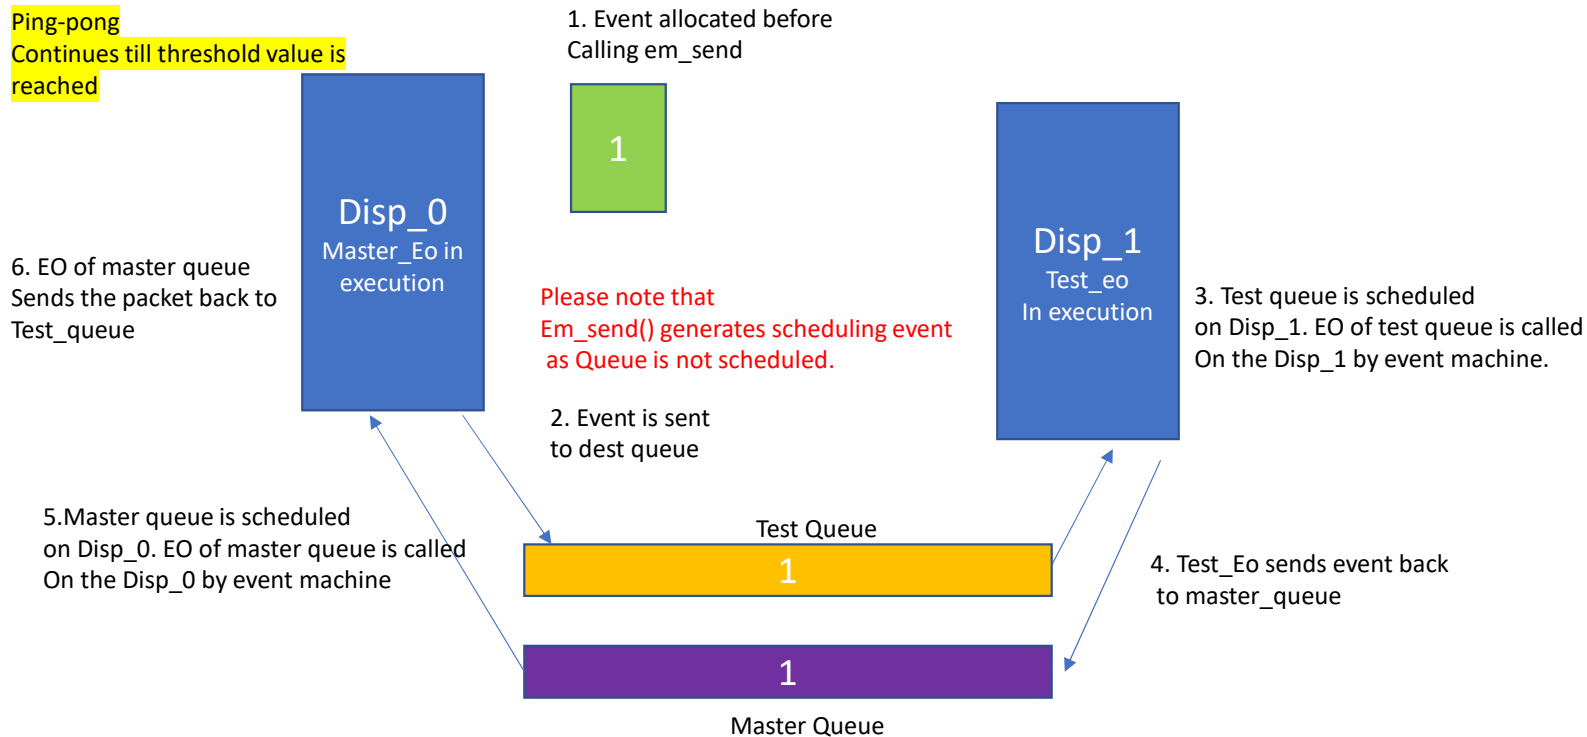 Ping-pong
Continues till threshold value is
reached
1. Event allocated before
Calling em_send
1
Disp_0
Master_Eo in
execution
Disp_1
Test_eo
In execution
6. EO of master queue
Sends the packet back to
Test_queue
Please note that
Em_send() generates scheduling event
as Queue is not scheduled.
3. Test queue is scheduled
on Disp_1. EO of test queue is called
On the Disp_1 by event machine.
2. Event is sent
to dest queue
5.Master queue is scheduled
on Disp_0. EO of master queue is called
On the Disp_0 by event machine
Test Queue
1
4. Test_Eo sends event back
to master_queue
1
Master Queue